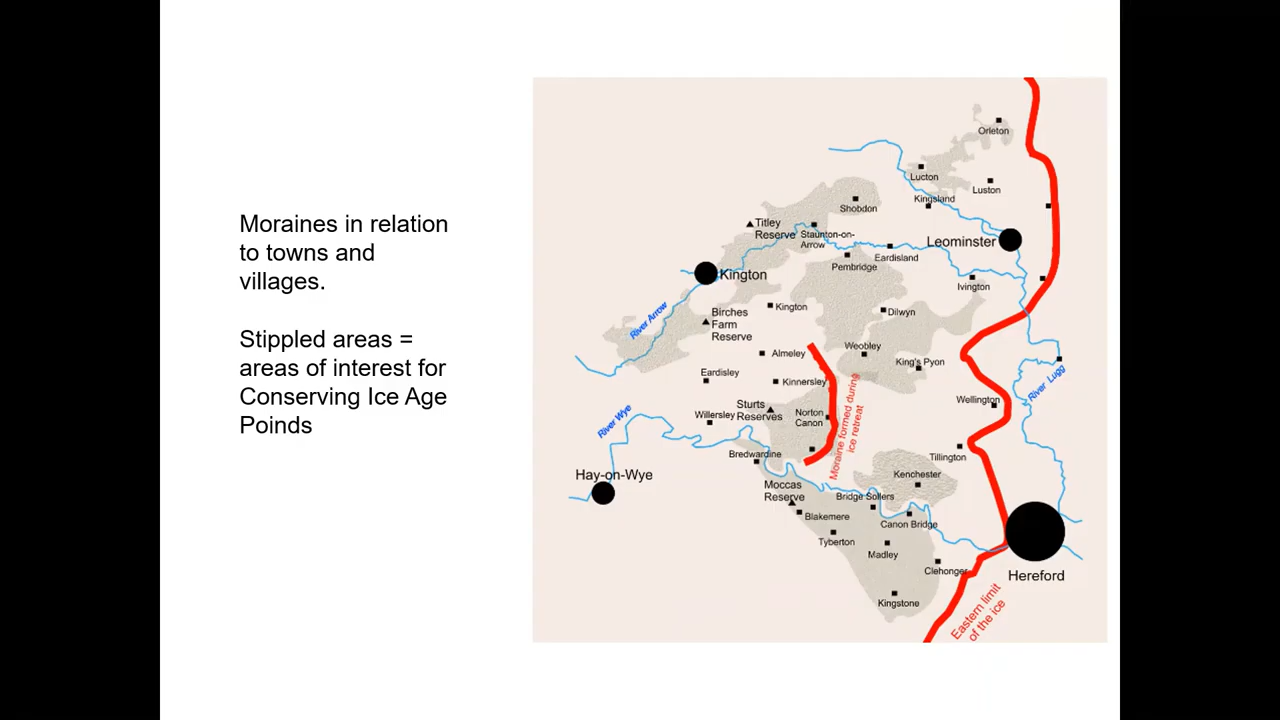 Moraines in relation
to towns and
villages.
Stippled areas =
areas of interest for
Conserving Ice Age
Poinds
Orleton
Lucton
Luston
Kingsland
Shobdon
Titley
Reserve
Staunton-on-
Arrow
Leominster
Eardisland
Pembridge
Kington
Ivington
River Arrow
Kington
Birches
Farm
Reserve
Dilwyn
Weobley
Almeley
King's Pyon
Eardisley
Kinnersley
River Lugg
Moraine formed during
ice retreat
Wellington
Sturts
Reserves
Norton
Canon
Willersley
River Wye
Bredwardine
Tillington
Hay-on-Wye
Kenchester
Moccas
Reserve
Bridge Sollers
Blakemere
Canon Bridge
Tyberton
Madley
Clehonger
Hereford
Kingstone
Eastern limit
of the ice